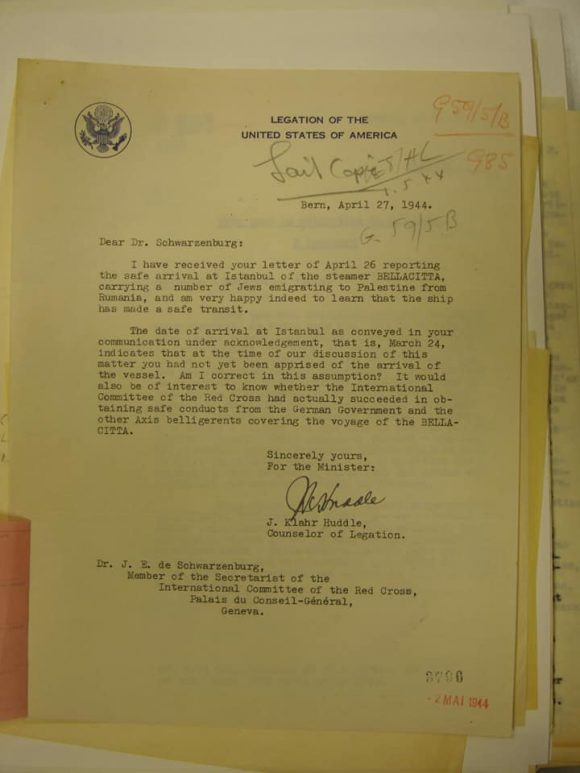 LEGATION OF THE
UNITED STATES OF AMERICA
G 59/5/B
985
G. 59/5B
Bern, April 27, 1944.
Dear Dr. Schwarzenburg:
I have received your letter of April 26 reporting
the safe arrival at Istanbul of the steamer BELLACITTA,
carrying a number of Jews emigrating to Palestine from
Rumania, and am very happy indeed to learn that the ship
has made a safe transit.
The date of arrival at Istanbul as conveyed in your
communication under acknowledgement, that is, March 24,
indicates that at the time of our discussion of this
matter you had not yet been apprised of the arrival of
the vessel. Am I correct in this assumption? It would
also be of interest to know whether the International
Committee of the Red Cross had actually succeeded in ob-
taining safe conducts from the German Government and the
other Axis belligerents covering the voyage of the BELLA-
CITTA.
Sincerely yours,
For the Minister:
J. Klahr Huddle,
Counselor of Legation.
Dr. J. E. de Schwarzenburg,
Member of the Secretariat of the
International Committee of the Red Cross,
Palais du Conseil-Général,
Geneva.
- 2 MAI 1944